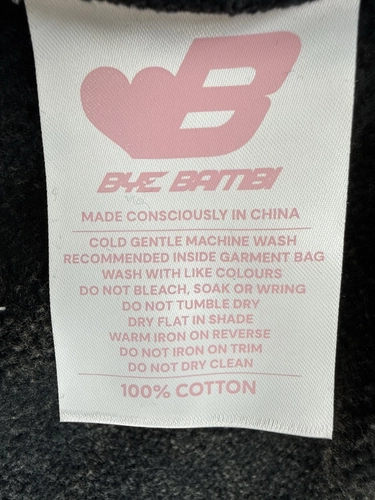 B
BYE BAMBI
MADE CONSCIOUSLY IN CHINA
COLD GENTLE MACHINE WASH
RECOMMENDED INSIDE GARMENT BAG
WASH WITH LIKE COLOURS
DO NOT BLEACH, SOAK OR WRING
DO NOT TUMBLE DRY
DRY FLAT IN SHADE
WARM IRON ON REVERSE
DO NOT IRON ON TRIM
DO NOT DRY CLEAN
100% COTTON